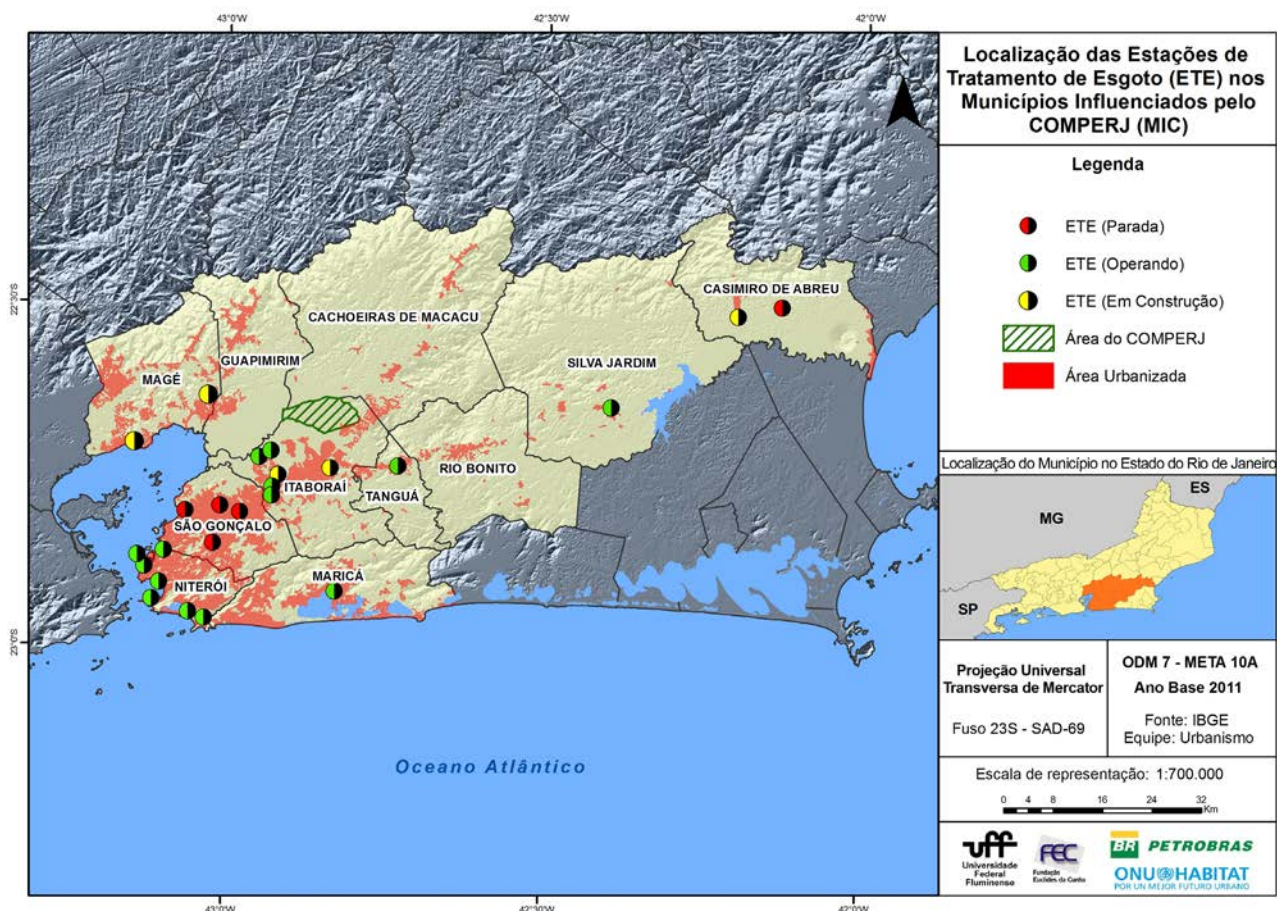 43°0'W
42°30'W
42°0'W
22°30'S
23°0'S
CASIMIRO DE ABREU
CACHOEIRAS DE MACACU
GUAPIMIRIM
SILVA JARDIM
MAGÉ
RIO BONITO
ITABORAÍ
TANGUÁ
SÃO GONÇALO
MARICÁ
NITERÓI
Oceano Atlântico
43°0'W
42°0'W
Localização das Estações de
Tratamento de Esgoto (ETE) nos
Municípios Influenciados pelo
COMPERJ (MIC)
Legenda
ETE (Parada)
ETE (Operando)
ETE (Em Construção)
Área do COMPERJ
Área Urbanizada
Localização do Município no Estado do Rio de Janeiro
ES
MG
SP
Projeção Universal
Transversa de Mercator
Fuso 23S - SAD-69
ODM 7 - META 10A
Ano Base 2011
Fonte: IBGE
Equipe: Urbanismo
Escala de representação: 1:700.000
0 4 8 16 24 32
Km
uff
Universidade
Federal
Fluminense
FEC
Fundação
Euclides da Cunha
BR PETROBRAS
ONU HABITAT
POR UN MEJOR FUTURO URBANO